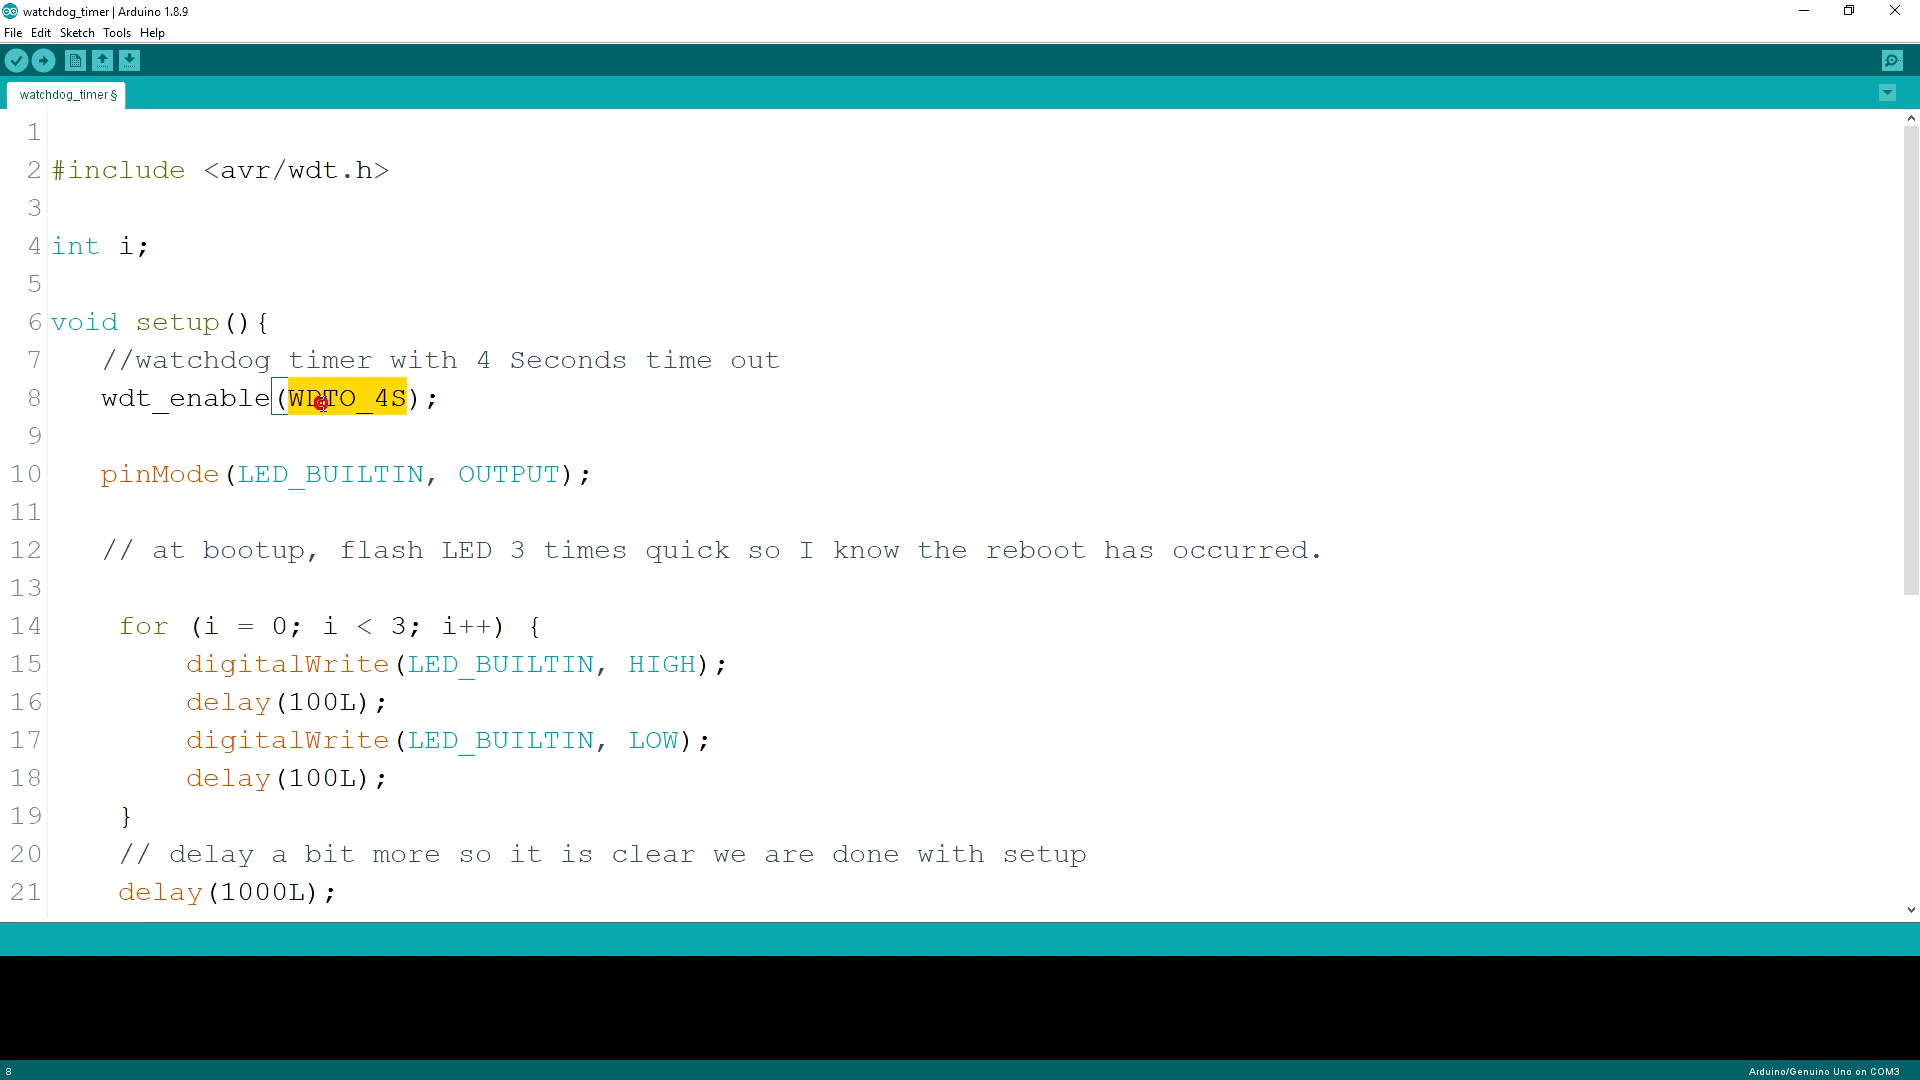 watchdog_timer | Arduino 1.8.9
File Edit Sketch Tools Help
watchdog_timer §
1
2 #include <avr/wdt.h>
3
4 int i;
5
6 void setup(){
7 //watchdog timer with 4 Seconds time out
8 wdt_enable(WDTO_4S);
9
10 pinMode(LED_BUILTIN, OUTPUT);
11
12 // at bootup, flash LED 3 times quick so I know the reboot has occurred.
13
14 for (i = 0; i < 3; i++) {
15 digitalWrite(LED_BUILTIN, HIGH);
16 delay(100L);
17 digitalWrite(LED_BUILTIN, LOW);
18 delay(100L);
19 }
20 // delay a bit more so it is clear we are done with setup
21 delay(1000L);
8 Arduino/Genuino Uno on COM3